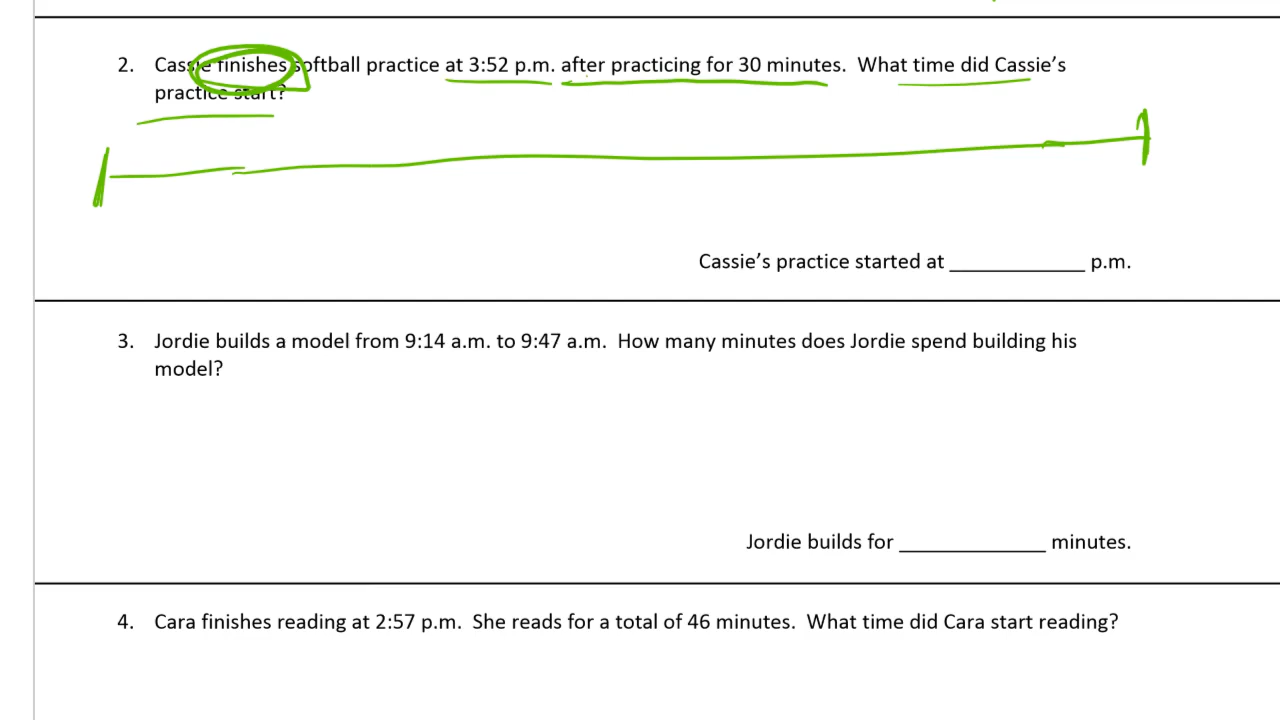 2. Cassie finishes softball practice at 3:52 p.m. after practicing for 30 minutes. What time did Cassie’s
practice start?
Cassie’s practice started at ____________ p.m.
3. Jordie builds a model from 9:14 a.m. to 9:47 a.m. How many minutes does Jordie spend building his
model?
Jordie builds for _____________ minutes.
4. Cara finishes reading at 2:57 p.m. She reads for a total of 46 minutes. What time did Cara start reading?